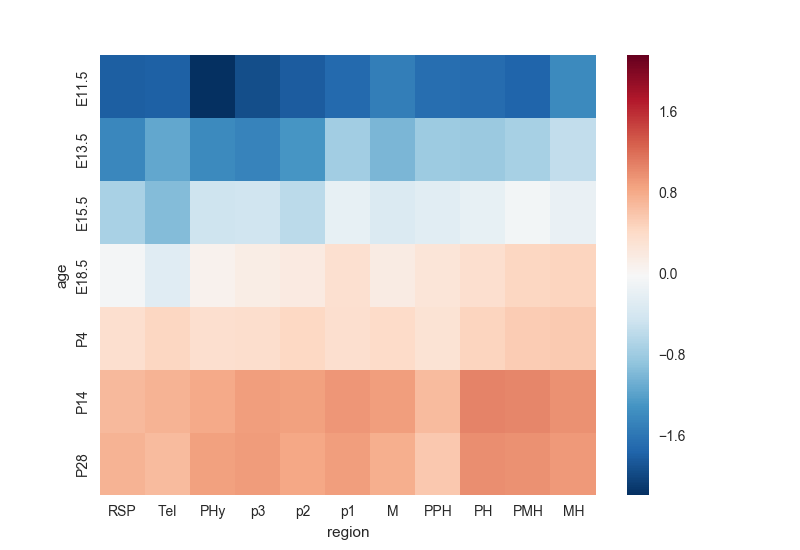 E11.5
E13.5
E15.5
E18.5
P4
P14
P28
age
RSP Tel PHy p3 p2 p1 M PPH PH PMH MH
region
1.6
0.8
0.0
−0.8
−1.6